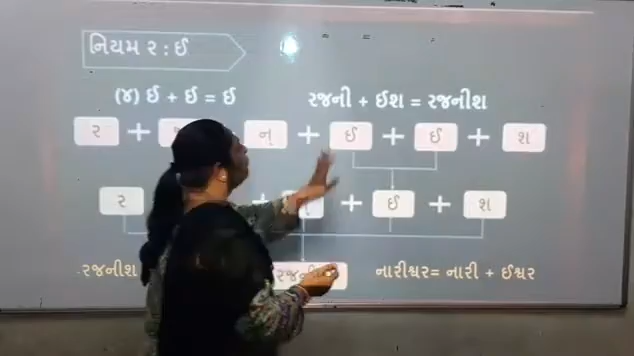 નિયમ ૨ : ઈ
(૪) ઈ + ઈ = ઈ રજની + ઈશ = રજનીશ
ર + ન્ + ઈ + ઈ + શ
ર + + ઈ + શ
રજનીશ નારીશ્વર= નારી + ઈશ્વર